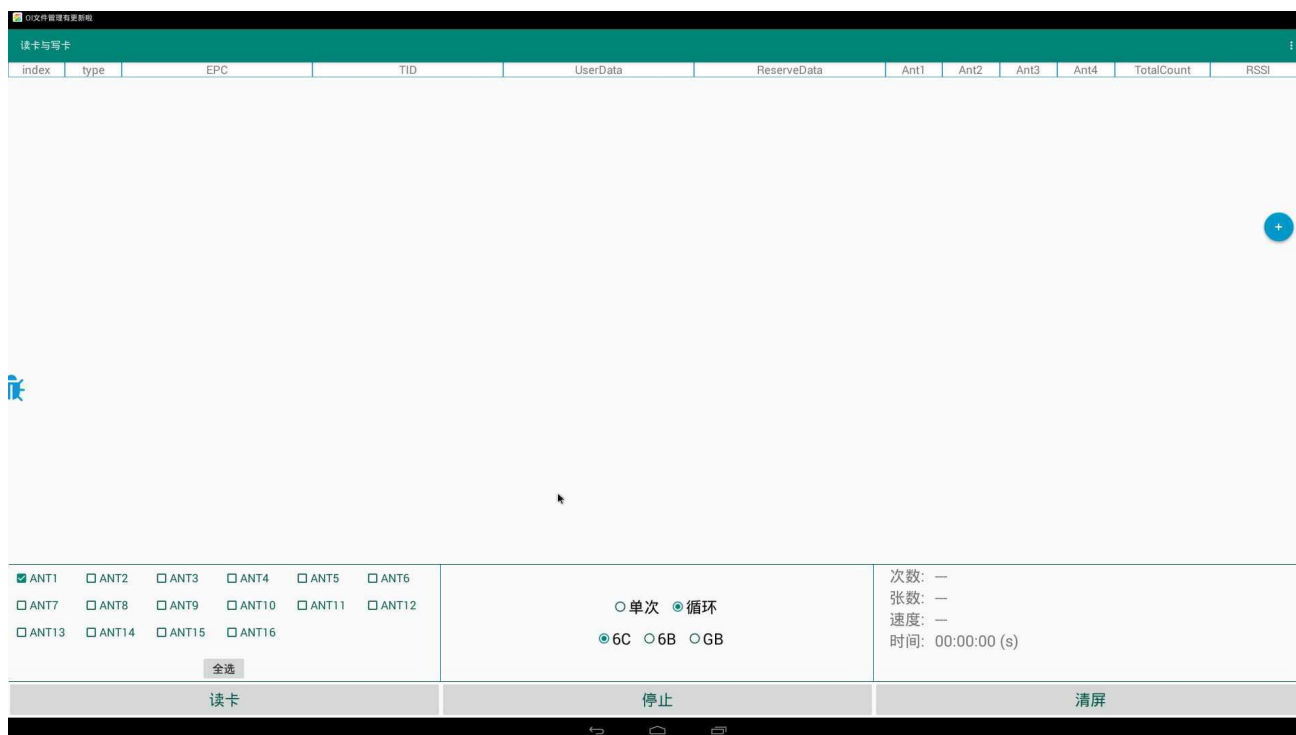 OI文件管理有更新啦
读卡与写卡
index type EPC TID UserData ReserveData Ant1 Ant2 Ant3 Ant4 TotalCount RSSI
ANT1 ANT2 ANT3 ANT4 ANT5 ANT6
ANT7 ANT8 ANT9 ANT10 ANT11 ANT12
ANT13 ANT14 ANT15 ANT16
全选
单次 循环
6C 6B GB
次数: —
张数: —
速度: —
时间: 00:00:00 (s)
读卡 停止 清屏